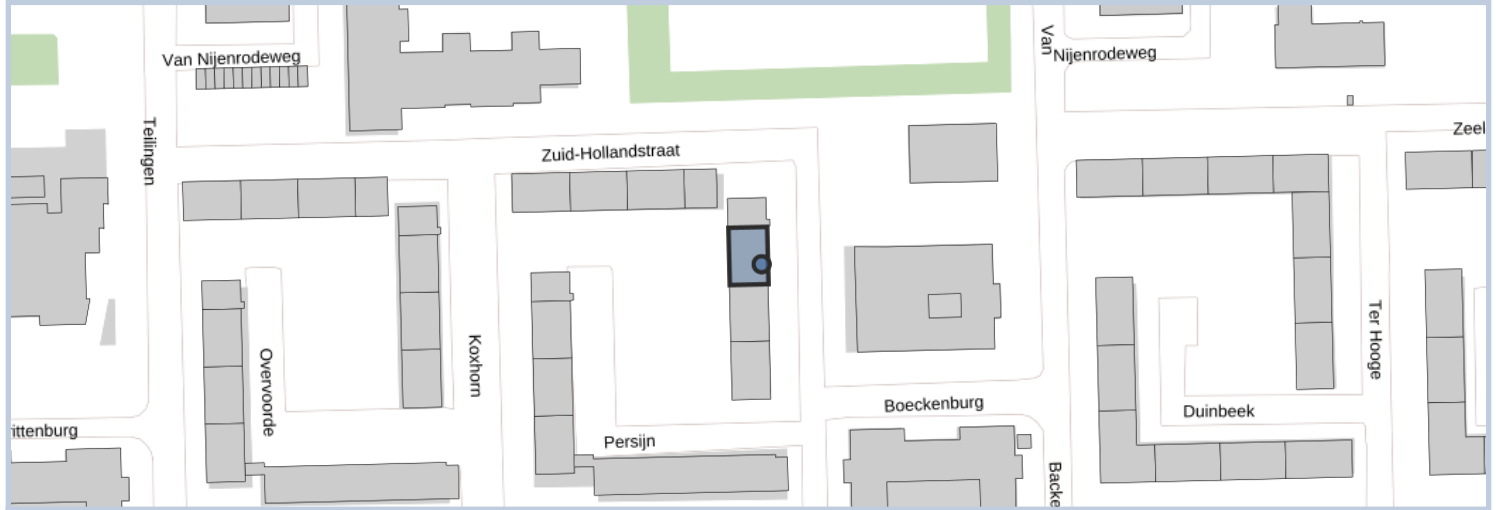 Van Nijenrodeweg
Van
Nijenrodeweg
Teilingen
Zuid-Hollandstraat
Zeel
Overvoorde
Koxhorn
Ter Hooge
Boeckenburg
Duinbeek
ittenburg
Persijn
Backe